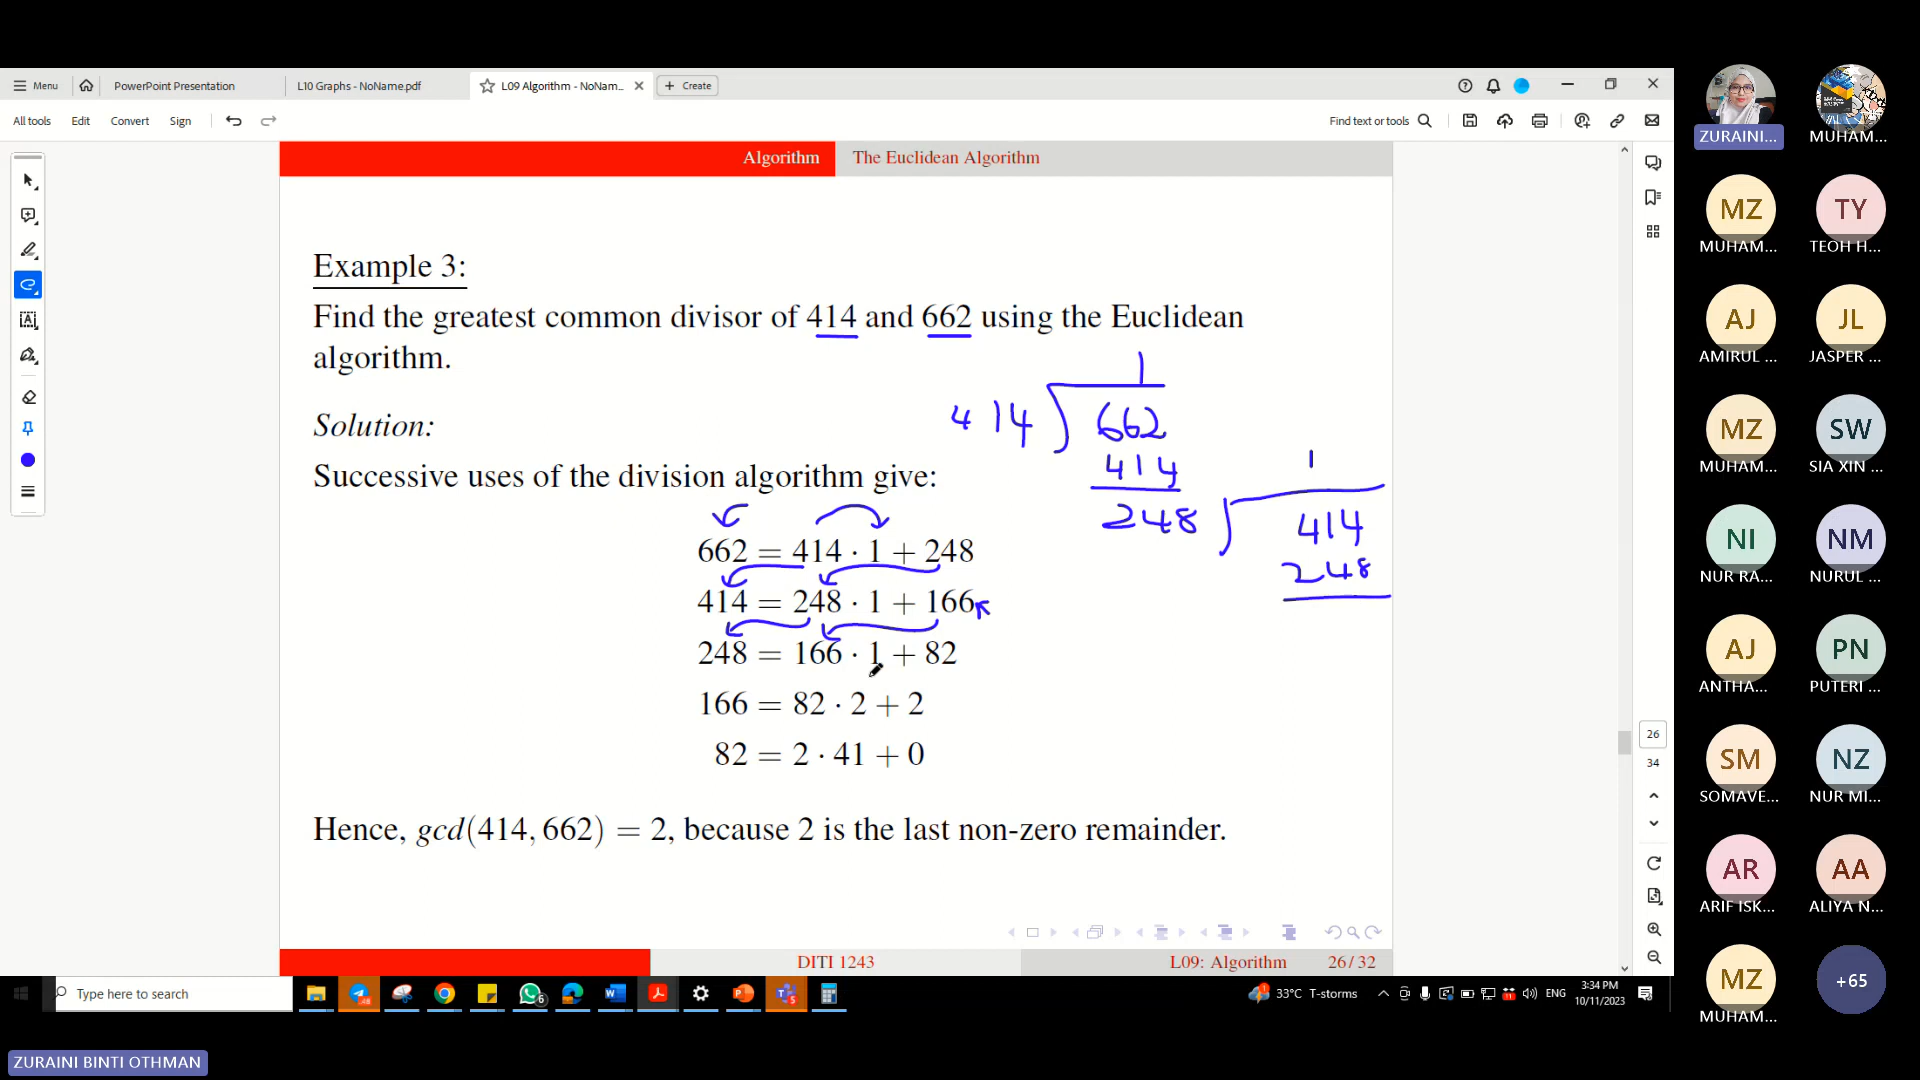 Menu
PowerPoint Presentation
L10 Graphs - NoName.pdf
L09 Algorithm - NoNam...
+ Create
All tools
Edit
Convert
Sign
Find text or tools
Algorithm
The Euclidean Algorithm
Example 3:
Find the greatest common divisor of 414 and 662 using the Euclidean
algorithm.
Solution:
Successive uses of the division algorithm give:
662 = 414 · 1 + 248
414 = 248 · 1 + 166
248 = 166 · 1 + 82
166 = 82 · 2 + 2
82 = 2 · 41 + 0
Hence, gcd(414, 662) = 2, because 2 is the last non-zero remainder.
1
414 662
414
248
1
414
248
DITI 1243
L09: Algorithm
26 / 32
26
34
Type here to search
6
33°C T-storms
ENG
3:34 PM
10/11/2023
ZURAINI...
MUHAM...
MZ
MUHAM...
TY
TEOH H...
AJ
AMIRUL ...
JL
JASPER ...
MZ
MUHAM...
SW
SIA XIN ...
NI
NUR RA...
NM
NURUL ...
AJ
ANTHA...
PN
PUTERI ...
SM
SOMAVE...
NZ
NUR MI...
AR
ARIF ISK...
AA
ALIYA N...
MZ
MUHAM...
+65
ZURAINI BINTI OTHMAN